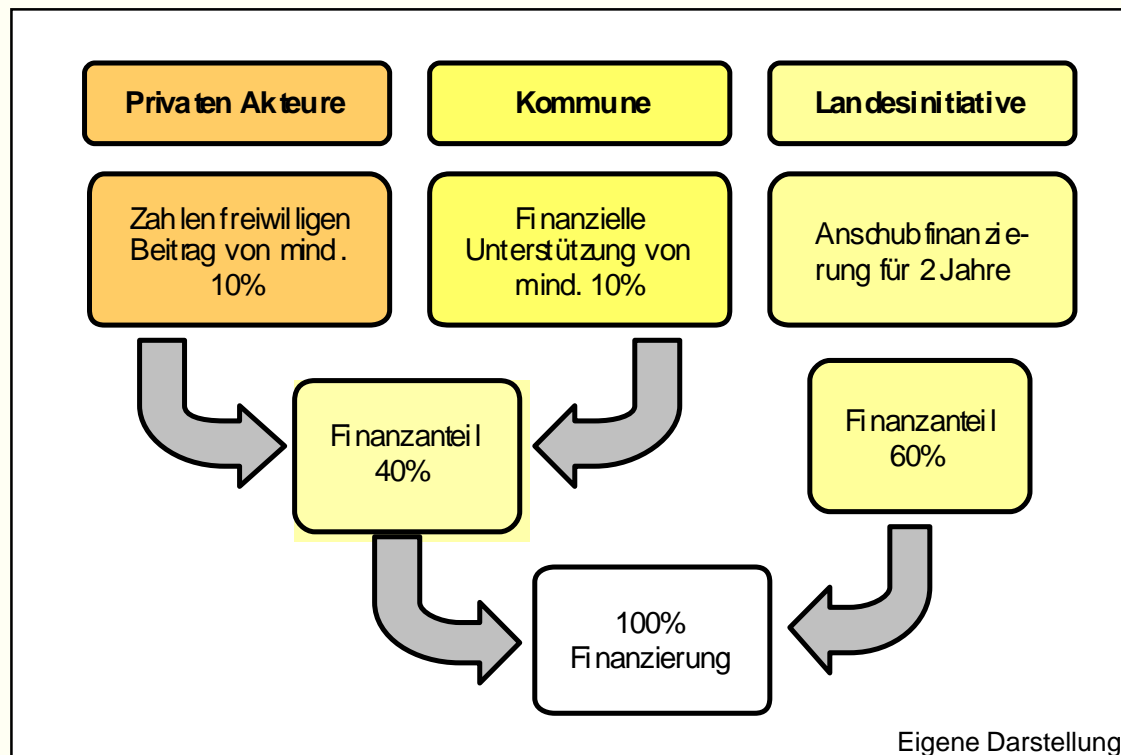 Privaten Akteure
Kommune
Landesinitiative
Zahlen freiwilligen
Beitrag von mind.
10%
Finanzielle
Unterstützung von
mind. 10%
Anschubfinanzie-
rung für 2 Jahre
Finanzanteil
40%
Finanzanteil
60%
100%
Finanzierung
Eigene Darstellung